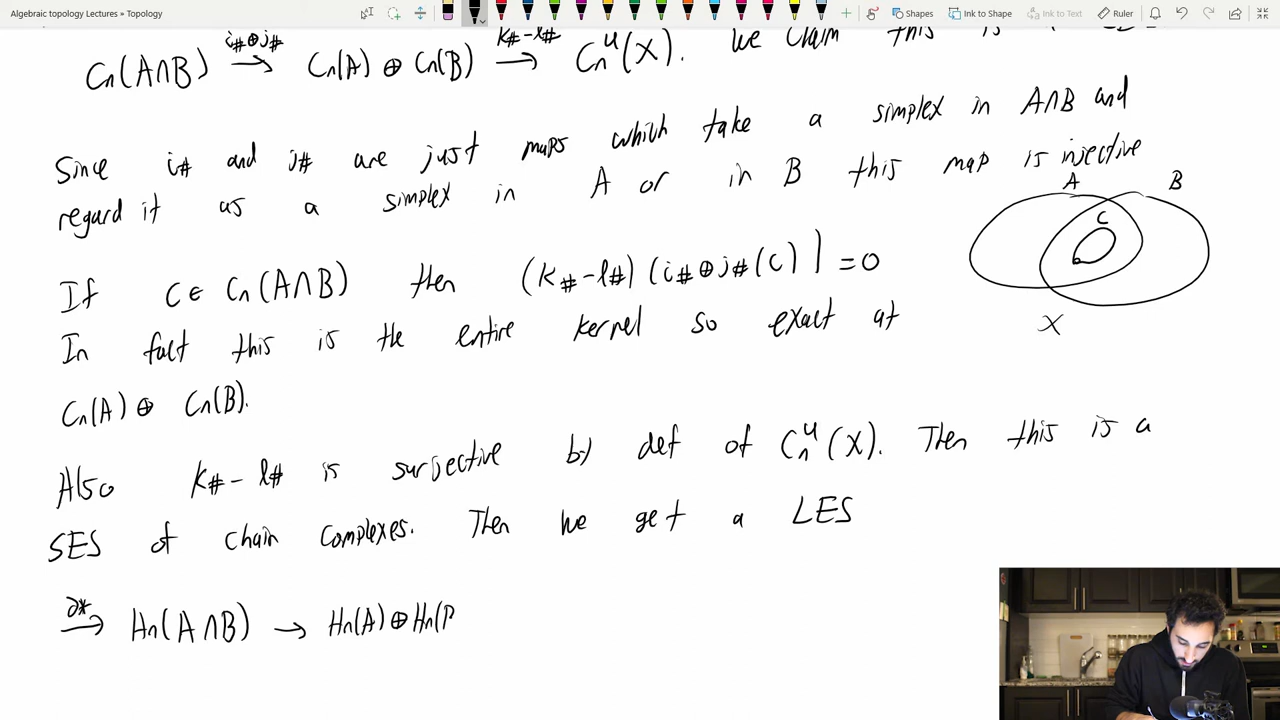 Algebraic topology Lectures » Topology
Shapes Ink to Shape Ink to Text Ruler
Cn(A∩B) i#⊕j# → Cn(A) ⊕ Cn(B) k#-l# → Cn^u(X). We Claim this is
Since i# and j# are just maps which take a simplex in A∩B and
regard it as a simplex in A or in B this map is injective
A B
C
X
If C ∈ Cn(A∩B) then (k#-l#)(i#⊕j#(C)) = 0
In fact this is the entire kernel so exact at
Cn(A) ⊕ Cn(B).
Also k#-l# is surjective by def of Cn^u(X). Then this is a
SES of chain Complexes. Then we get a LES
∂* → Hn(A∩B) → Hn(A)⊕Hn(